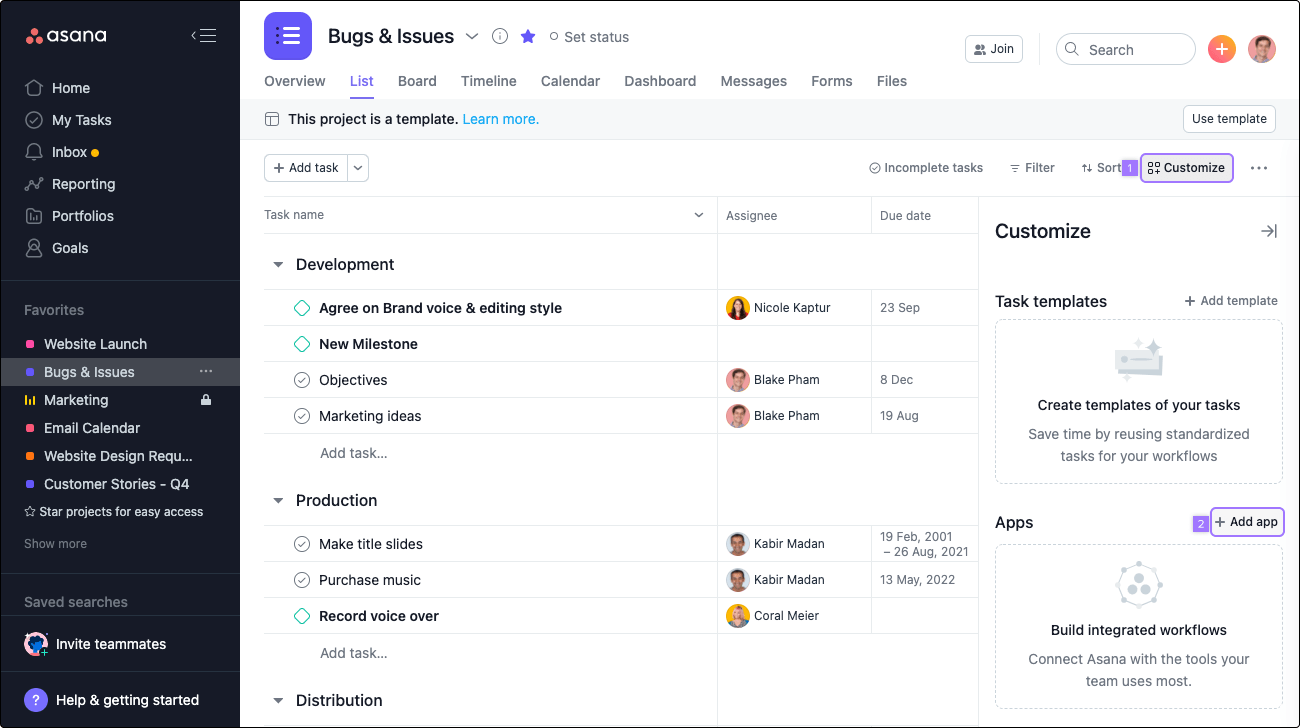 asana
Home
My Tasks
Inbox
Reporting
Portfolios
Goals
Favorites
Website Launch
Bugs & Issues
Marketing
Email Calendar
Website Design Requ...
Customer Stories - Q4
Star projects for easy access
Show more
Saved searches
Invite teammates
? Help & getting started
Bugs & Issues
Set status
Join
Search
Overview List Board Timeline Calendar Dashboard Messages Forms Files
This project is a template. Learn more.
Use template
+ Add task
Incomplete tasks Filter Sort 1 Customize
Task name Assignee Due date
Development
Agree on Brand voice & editing style Nicole Kaptur 23 Sep
New Milestone
Objectives Blake Pham 8 Dec
Marketing ideas Blake Pham 19 Aug
Add task...
Production
Make title slides Kabir Madan 19 Feb, 2001
– 26 Aug, 2021
Purchase music Kabir Madan 13 May, 2022
Record voice over Coral Meier
Add task...
Distribution
Customize
Task templates + Add template
Create templates of your tasks
Save time by reusing standardized
tasks for your workflows
Apps 2 + Add app
Build integrated workflows
Connect Asana with the tools your
team uses most.